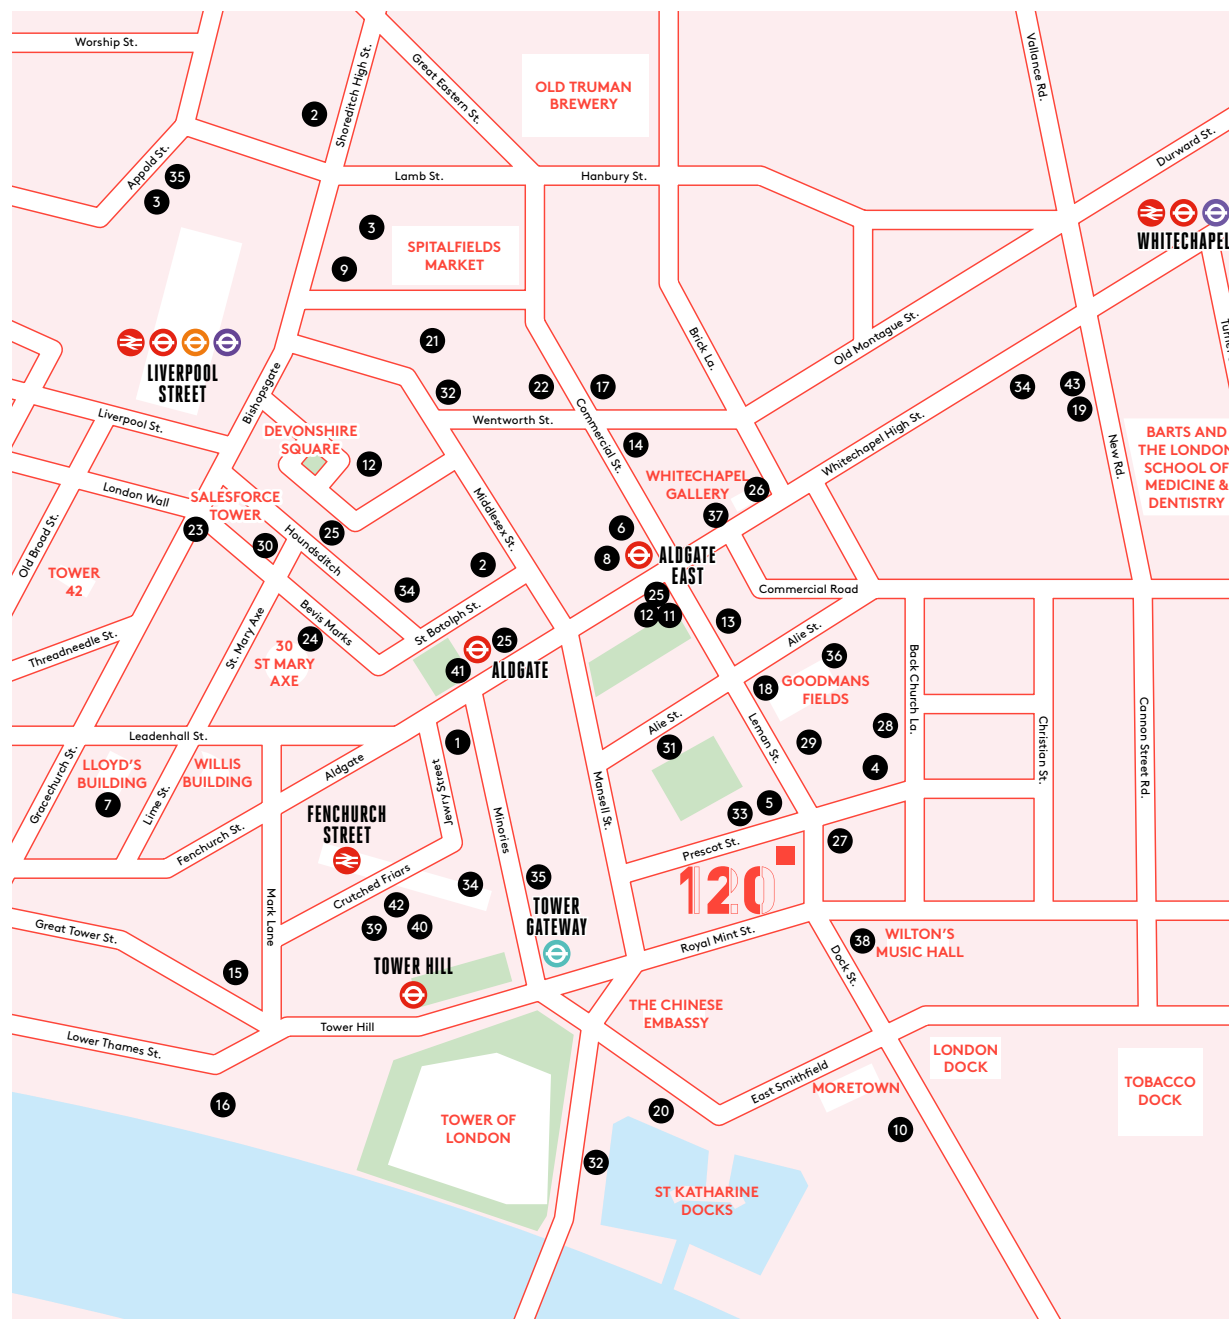 Worship St.
Shoreditch High St.
Great Eastern St.
OLD TRUMAN
BREWERY
Vallance Rd.
2
Durward St.
Appold St.
35
3
Lamb St.
Hanbury St.
WHITECHAPEL
3
SPITALFIELDS
MARKET
9
LIVERPOOL
STREET
21
Brick La.
Old Montague St.
32
22
17
34
43
19
Bishopsgate
Liverpool St.
Wentworth St.
Commercial St.
Whitechapel High St.
New Rd.
DEVONSHIRE
SQUARE
12
14
BARTS AND
THE LONDON
SCHOOL OF
MEDICINE &
DENTISTRY
WHITECHAPEL
GALLERY
26
37
London Wall
SALESFORCE
TOWER
Middlesex St.
23
30
25
Houndsditch
6
8
ALDGATE
EAST
Old Broad St.
TOWER
42
2
34
25
12
11
13
Commercial Road
Bevis Marks
St Botolph St.
Alie St.
St. Mary Axe
24
30
ST MARY
AXE
Threadneedle St.
25
41
ALDGATE
36
18
GOODMANS
FIELDS
Back Church La.
Leadenhall St.
Alie St.
31
Leman St.
28
29
4
Christian St.
Cannon Street Rd.
1
Gracechurch St.
LLOYD'S
BUILDING
7
Lime St.
WILLIS
BUILDING
Aldgate
Jewry Street
Minories
Mansell St.
5
33
FENCHURCH
STREET
Fenchurch St.
Prescot St.
27
120
Mark Lane
Crutched Friars
34
35
42
39
40
TOWER
GATEWAY
Great Tower St.
Royal Mint St.
38
WILTON'S
MUSIC HALL
Dock St.
15
TOWER HILL
Tower Hill
THE CHINESE
EMBASSY
Lower Thames St.
LONDON
DOCK
East Smithfield
MORETOWN
TOBACCO
DOCK
16
20
10
TOWER OF
LONDON
32
ST KATHARINE
DOCKS